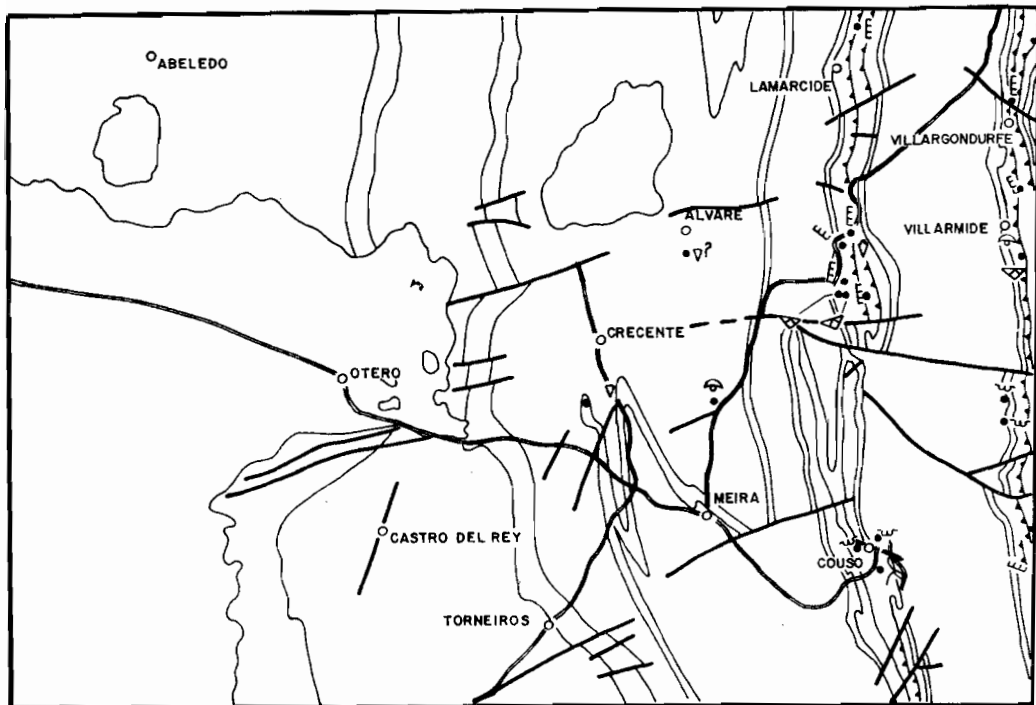 ABELEDO
LAMARCIDE
VILLARGONDURFE
ALVARE
VILLARMIDE
?
CRECENTE
OTERO
MEIRA
CASTRO DEL REY
COUSO
TORNEIROS